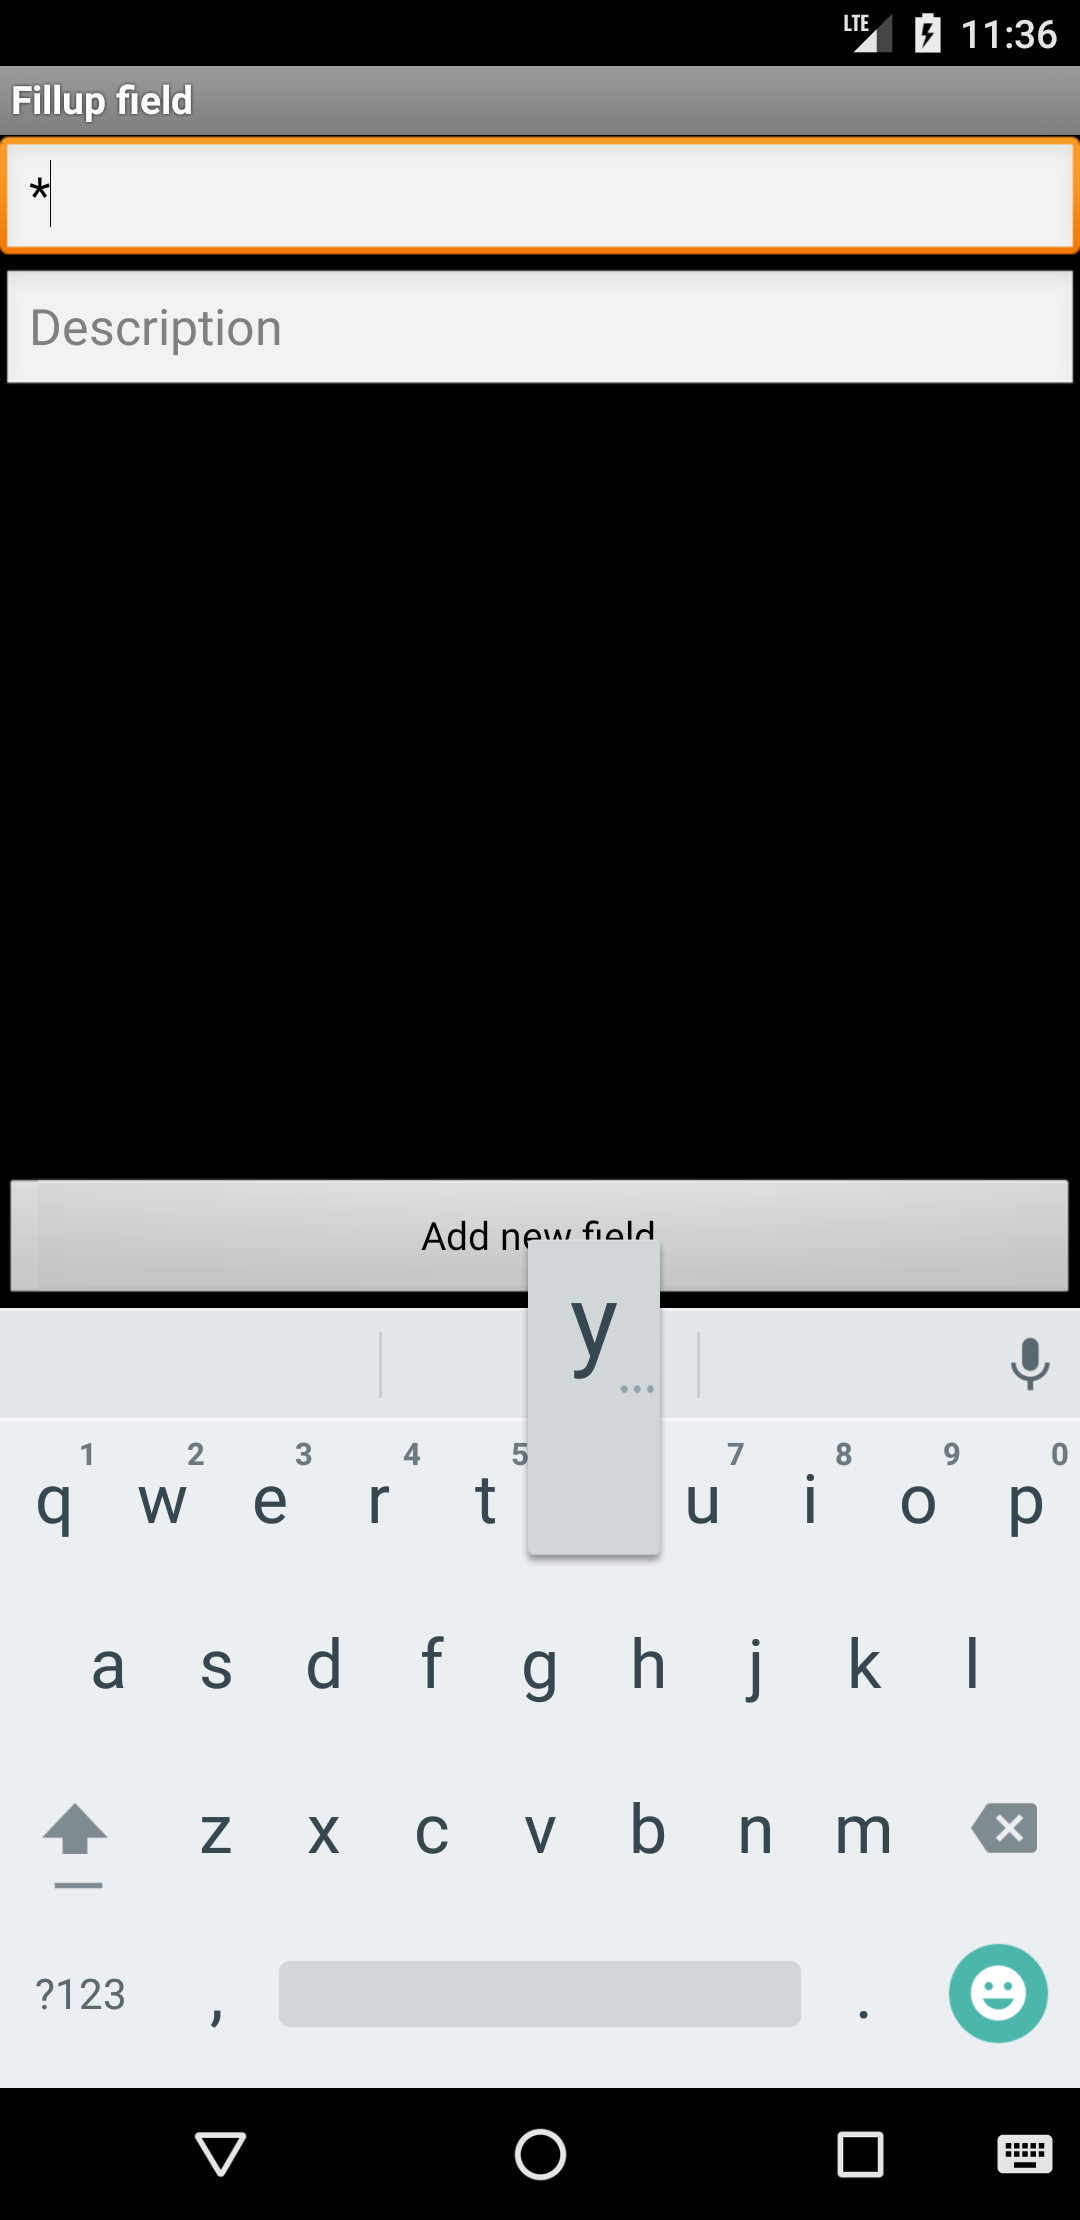 LTE 11:36
Fillup field
*
Description
Add new field
y
...
1 2 3 4 5 7 8 9 0
q w e r t u i o p
a s d f g h j k l
z x c v b n m
?123 , .